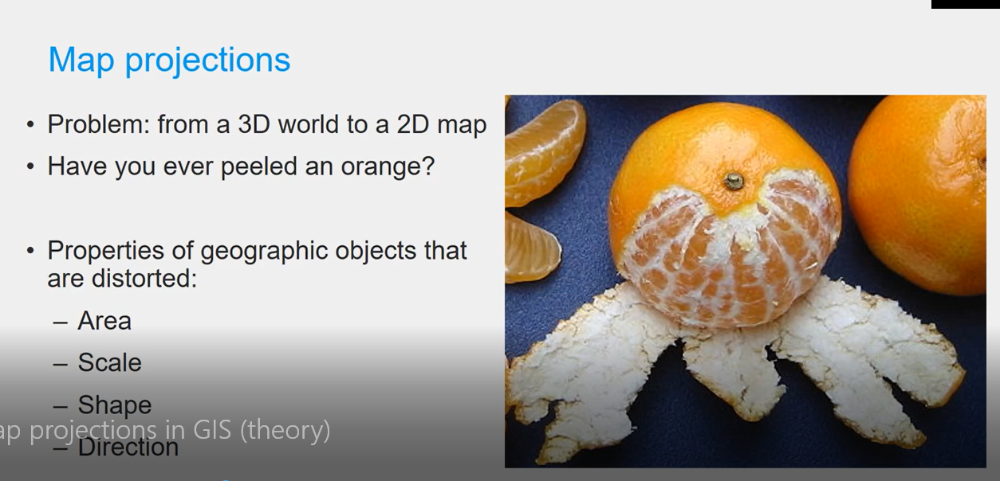 Map projections
• Problem: from a 3D world to a 2D map
• Have you ever peeled an orange?
• Properties of geographic objects that
are distorted:
– Area
– Scale
– Shape
projections in GIS (theory)
– Direction